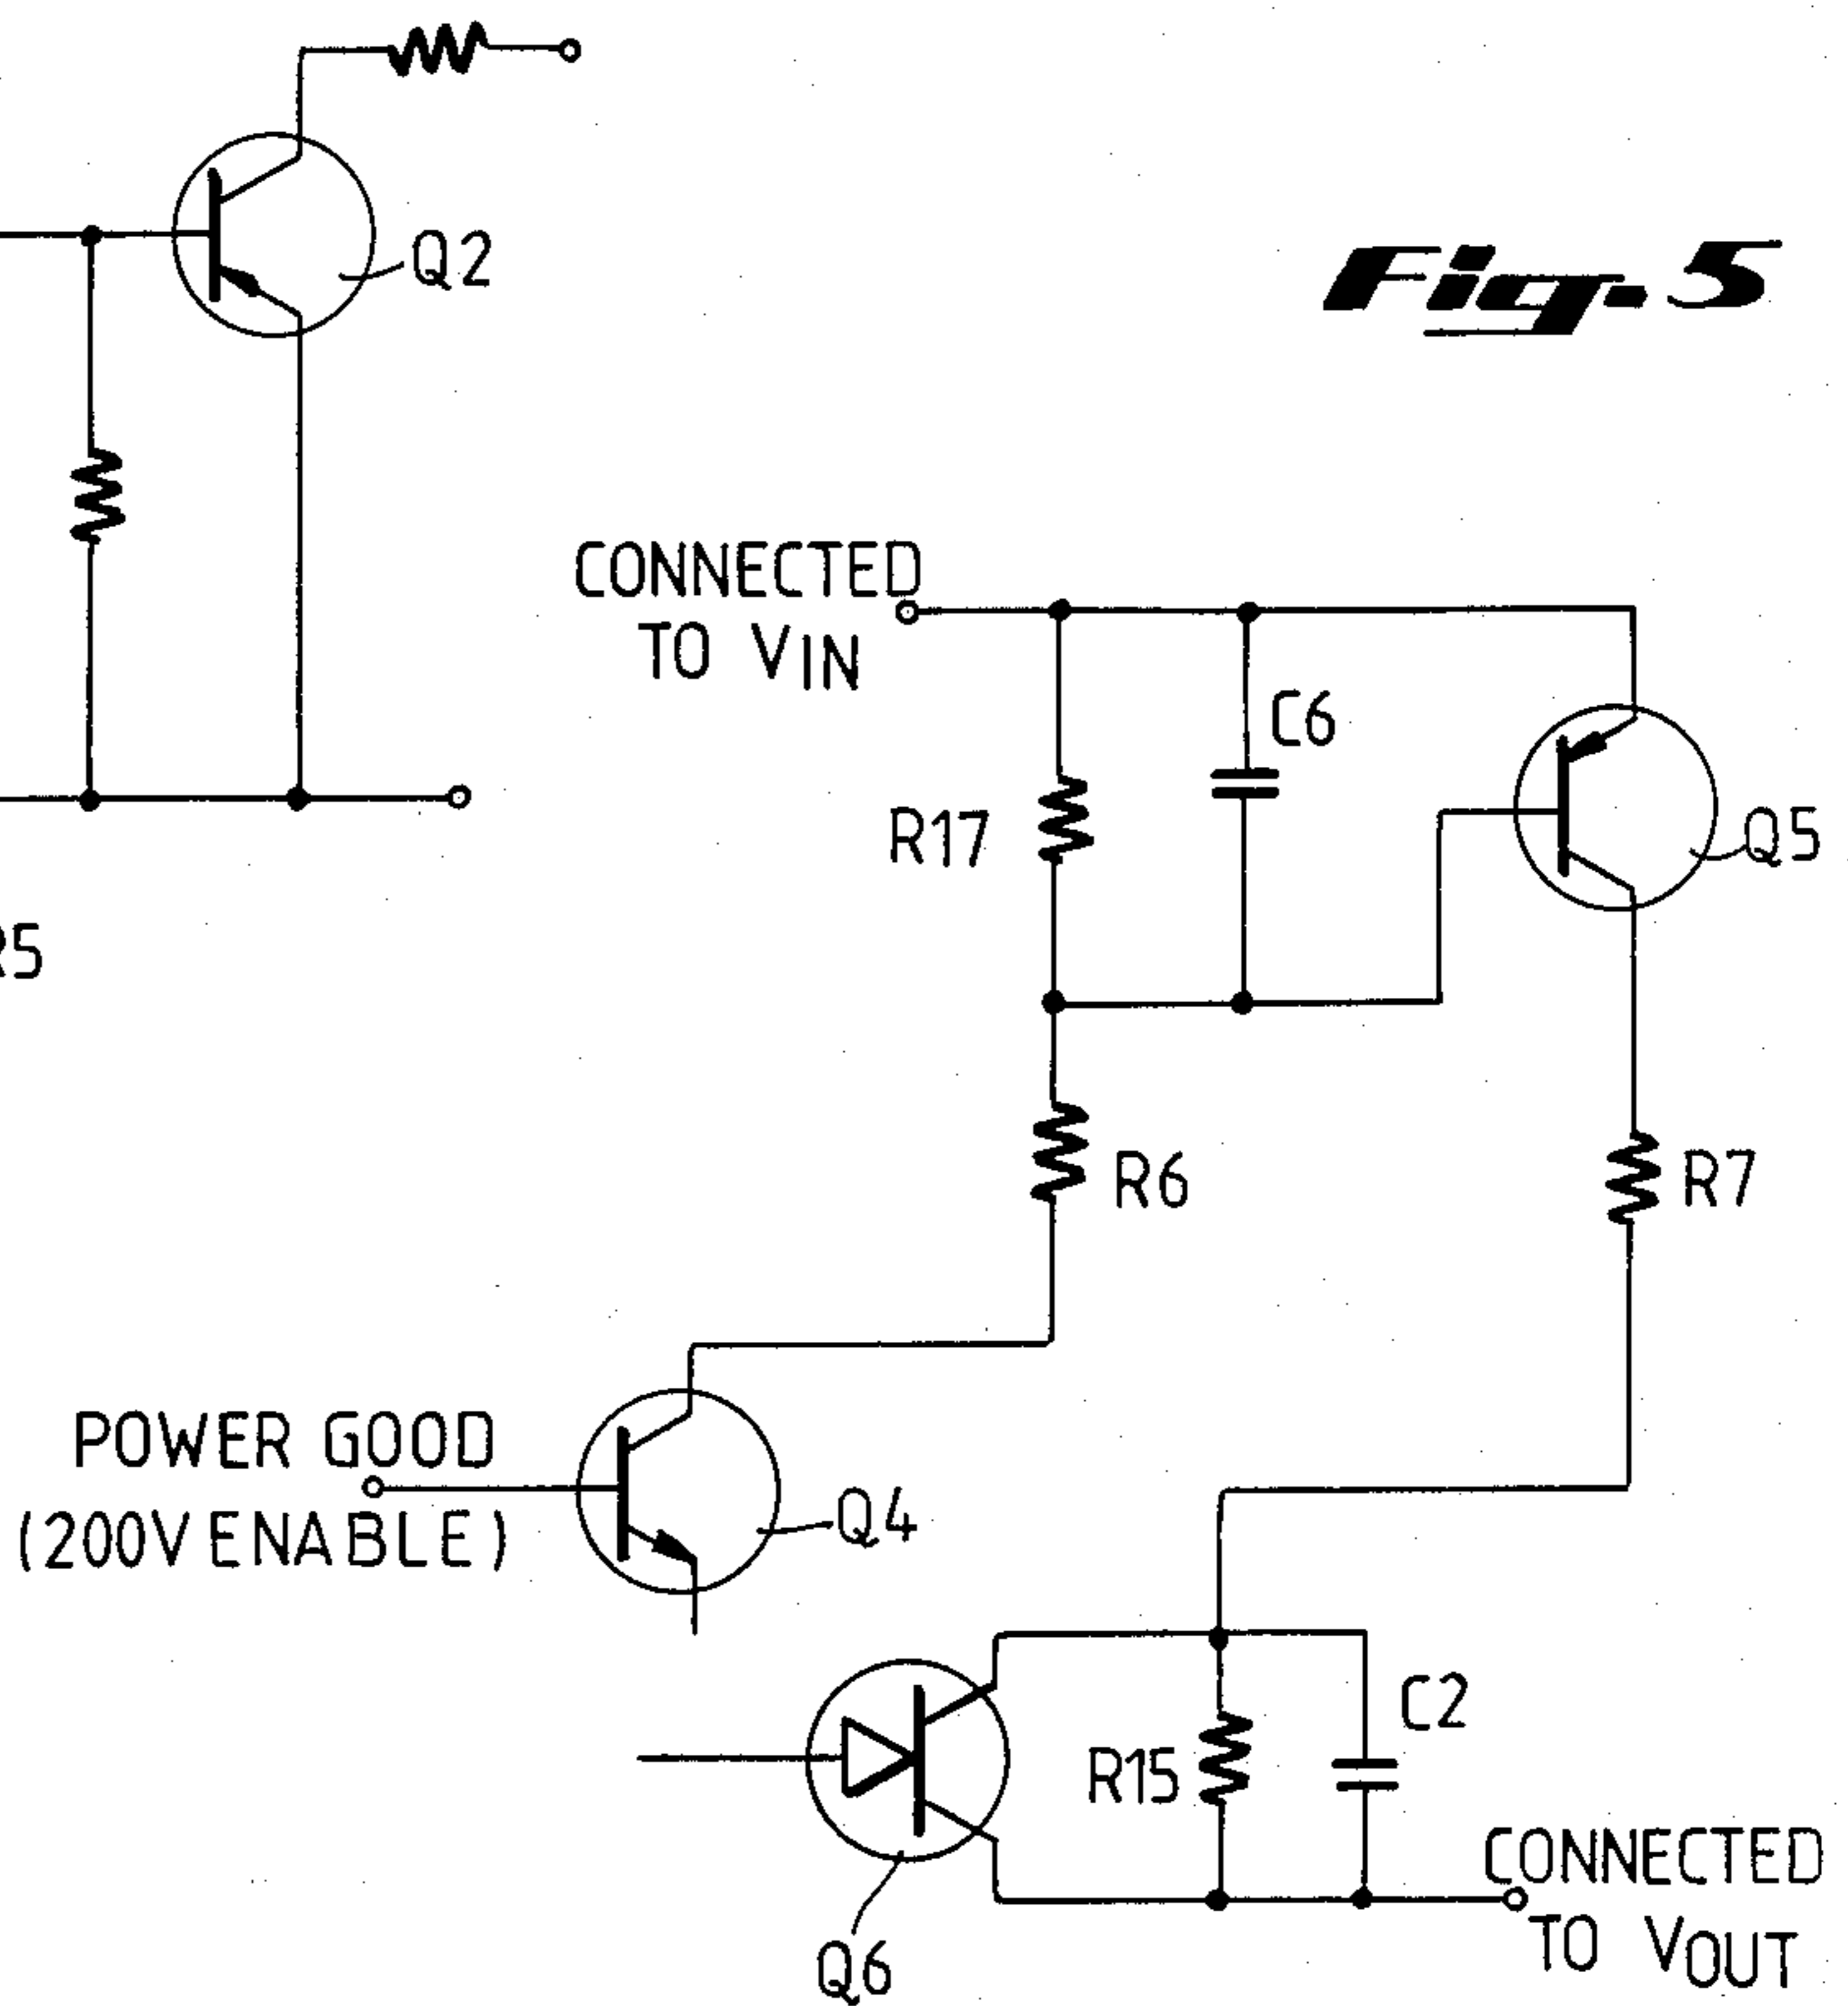 Q2
Fig. 5
CONNECTED
TO VIN
C6
R17
Q5
R5
R6
R7
POWER GOOD
(200V ENABLE)
Q4
C2
R15
CONNECTED
TO VOUT
Q6